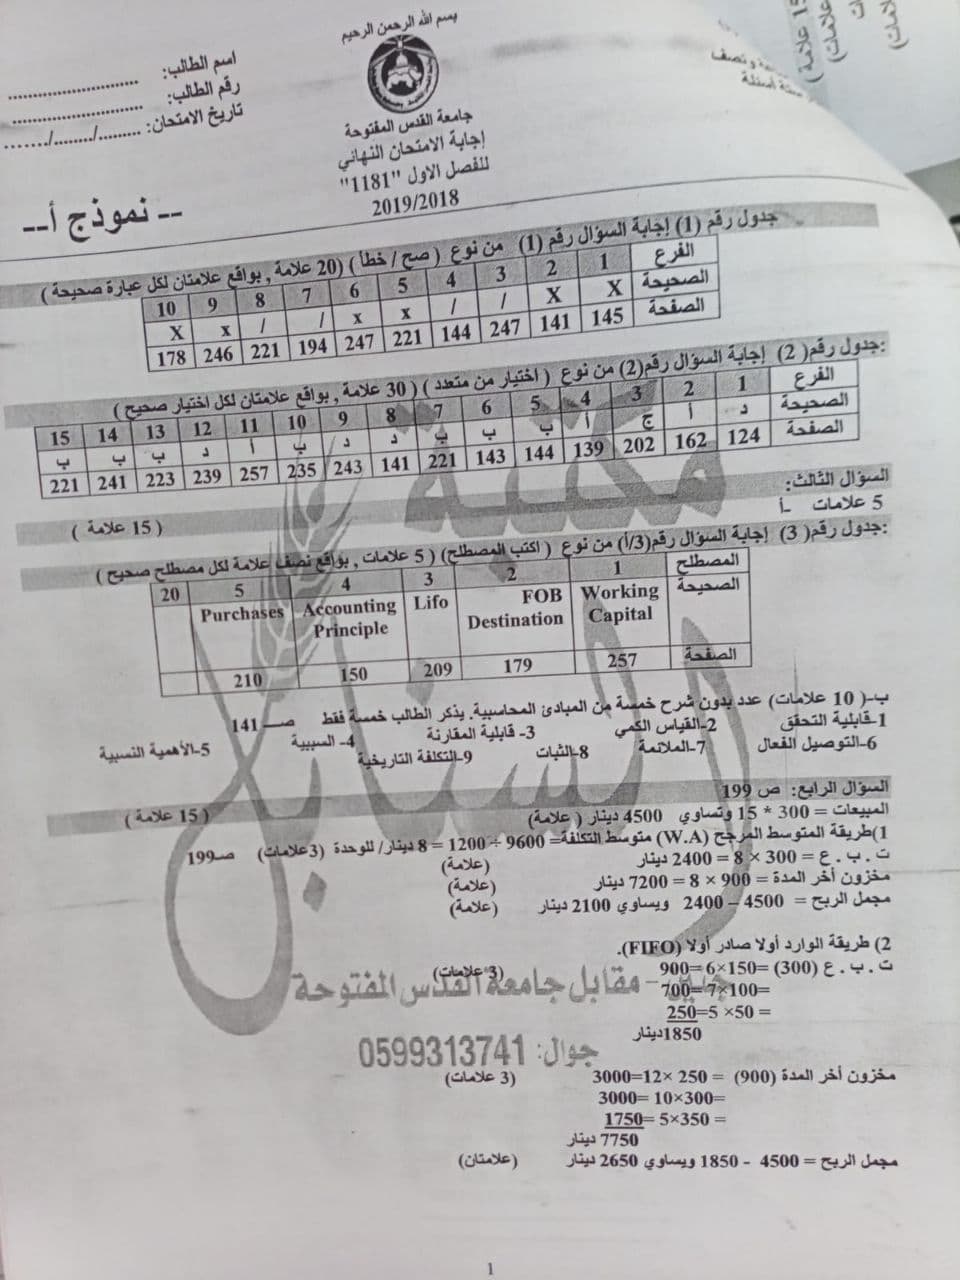 بسم الله الرحمن الرحيم
جامعة القدس المفتوحة
إجابة الامتحان النهائي
للفصل الاول "1181"
2019/2018
اسم الطالب: ........................
رقم الطالب: ........................
تاريخ الامتحان: ........./......../.......
-- نموذج أ--
جدول رقم (1) إجابة السؤال رقم (1) من نوع ( صح / خطأ ) (20 علامة , بواقع علامتان لكل عبارة صحيحة )
الفرع 1 2 3 4 5 6 7 8 9 10
الصحيحة X X / / x x / / x X
الصفحة 145 141 247 144 221 247 194 221 246 178
:جدول رقم( 2) إجابة السؤال رقم(2) من نوع ( اختيار من متعدد ) ( 30 علامة , بواقع علامتان لكل اختيار صحيح )
الفرع 1 2 3 4 5 6 7 8 9 10 11 12 13 14 15
الصحيحة د أ ج أ ب ب ب د د ب أ د ب ب ب
الصفحة 124 162 202 139 144 143 221 141 243 235 257 239 223 241 221
السؤال الثالث: ( 15 علامة )
5 علامات أ-
:جدول رقم( 3) إجابة السؤال رقم(3/أ) من نوع ( اكتب المصطلح) ( 5 علامات , بواقع نصف علامة لكل مصطلح صحيح )
المصطلح 1 2 3 4 5 20
الصحيحة Working Capital FOB Destination Lifo Accounting Principle Purchases
الصفحة 257 179 209 150 210
ب-( 10 علامات) عدد بدون شرح خمسة من المبادئ المحاسبية. يذكر الطالب خمسة فقط صـ 141
1-قابلية التحقق 2-القياس الكمي 3- قابلية المقارنة 4- السببية 5-الأهمية النسبية
6-التوصيل الفعال 7-الملائمة 8-الثبات 9-التكلفة التاريخية
السؤال الرابع: ص 199 ( 15 علامة )
المبيعات = 300 * 15 وتساوي 4500 دينار ( علامة)
1)طريقة المتوسط المرجح (W.A) متوسط التكلفة= 9600 ÷ 1200 = 8 دينار/ للوحدة (3علامات) صـ199
ت . ب . ع = 300 × 8 = 2400 دينار (علامة)
مخزون أخر المدة = 900 × 8 = 7200 دينار (علامة)
مجمل الربح = 4500 – 2400 ويساوي 2100 دينار (علامة)
2) طريقة الوارد أولا صادر أولا (FIFO).
ت . ب . ع (300) =150×6=900 (3 علامات)
=100×7=700
= 50× 5=250
1850دينار
جنين - مقابل جامعة القدس المفتوحة
جوال: 0599313741
مكتبة
السنابل
مخزون أخر المدة (900) = 250 ×12=3000 (3 علامات)
=300×10 =3000
= 350×5 =1750
7750 دينار
مجمل الربح = 4500 - 1850 ويساوي 2650 دينار (علامتان)
1